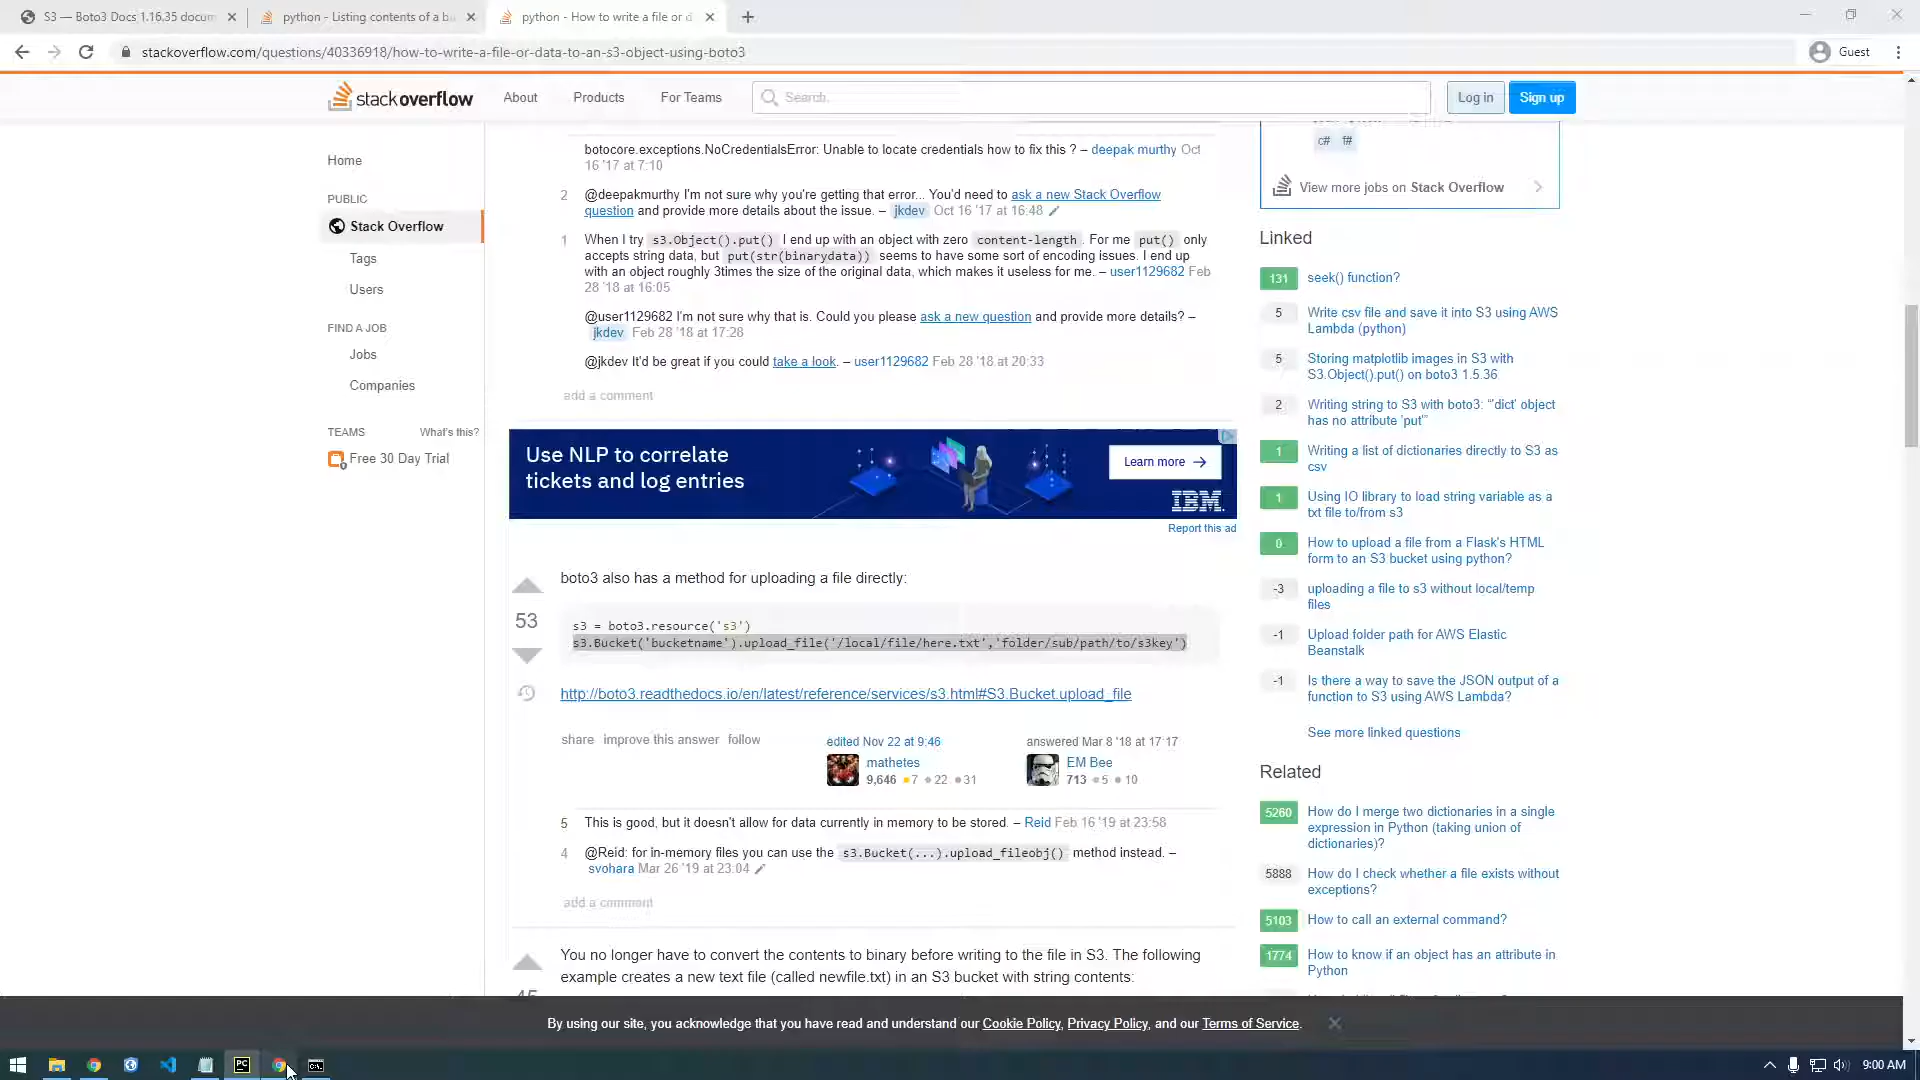 S3 — Boto3 Docs 1.16.35 docum
python - Listing contents of a bu
python - How to write a file or d
stackoverflow.com/questions/40336918/how-to-write-a-file-or-data-to-an-s3-object-using-boto3
Guest
stackoverflow
About
Products
For Teams
Search.
Log in
Sign up
Home
PUBLIC
Stack Overflow
Tags
Users
FIND A JOB
Jobs
Companies
TEAMS
What's this?
Free 30 Day Trial
botocore.exceptions.NoCredentialsError: Unable to locate credentials how to fix this ? – deepak murthy Oct
16 '17 at 7:10
2
@deepakmurthy I'm not sure why you're getting that error... You'd need to ask a new Stack Overflow
question and provide more details about the issue. – jkdev Oct 16 '17 at 16:48
1
When I try s3.Object().put() I end up with an object with zero content-length . For me put() only
accepts string data, but put(str(binarydata)) seems to have some sort of encoding issues. I end up
with an object roughly 3times the size of the original data, which makes it useless for me. – user1129682 Feb
28 '18 at 16:05
@user1129682 I'm not sure why that is. Could you please ask a new question and provide more details? –
jkdev Feb 28 '18 at 17:28
@jkdev It'd be great if you could take a look. – user1129682 Feb 28 '18 at 20:33
add a comment
Use NLP to correlate
tickets and log entries
Learn more
IBM.
Report this ad
boto3 also has a method for uploading a file directly:
53
s3 = boto3.resource('s3')
s3.Bucket('bucketname').upload_file('/local/file/here.txt','folder/sub/path/to/s3key')
http://boto3.readthedocs.io/en/latest/reference/services/s3.html#S3.Bucket.upload_file
share improve this answer follow
edited Nov 22 at 9:46
mathetes
9,646 7 22 31
answered Mar 8 '18 at 17:17
EM Bee
713 5 10
5
This is good, but it doesn't allow for data currently in memory to be stored. – Reid Feb 16 '19 at 23:58
4
@Reid: for in-memory files you can use the s3.Bucket(...).upload_fileobj() method instead. –
svohara Mar 26 '19 at 23:04
add a comment
You no longer have to convert the contents to binary before writing to the file in S3. The following
example creates a new text file (called newfile.txt) in an S3 bucket with string contents:
45
c# f#
View more jobs on Stack Overflow
Linked
131
seek() function?
5
Write csv file and save it into S3 using AWS
Lambda (python)
5
Storing matplotlib images in S3 with
S3.Object().put() on boto3 1.5.36
2
Writing string to S3 with boto3: "'dict' object
has no attribute 'put'"
1
Writing a list of dictionaries directly to S3 as
csv
1
Using IO library to load string variable as a
txt file to/from s3
0
How to upload a file from a Flask's HTML
form to an S3 bucket using python?
-3
uploading a file to s3 without local/temp
files
-1
Upload folder path for AWS Elastic
Beanstalk
-1
Is there a way to save the JSON output of a
function to S3 using AWS Lambda?
See more linked questions
Related
5260
How do I merge two dictionaries in a single
expression in Python (taking union of
dictionaries)?
5888
How do I check whether a file exists without
exceptions?
5103
How to call an external command?
1774
How to know if an object has an attribute in
Python
By using our site, you acknowledge that you have read and understand our Cookie Policy, Privacy Policy, and our Terms of Service.
PC
C:\.
9:00 AM